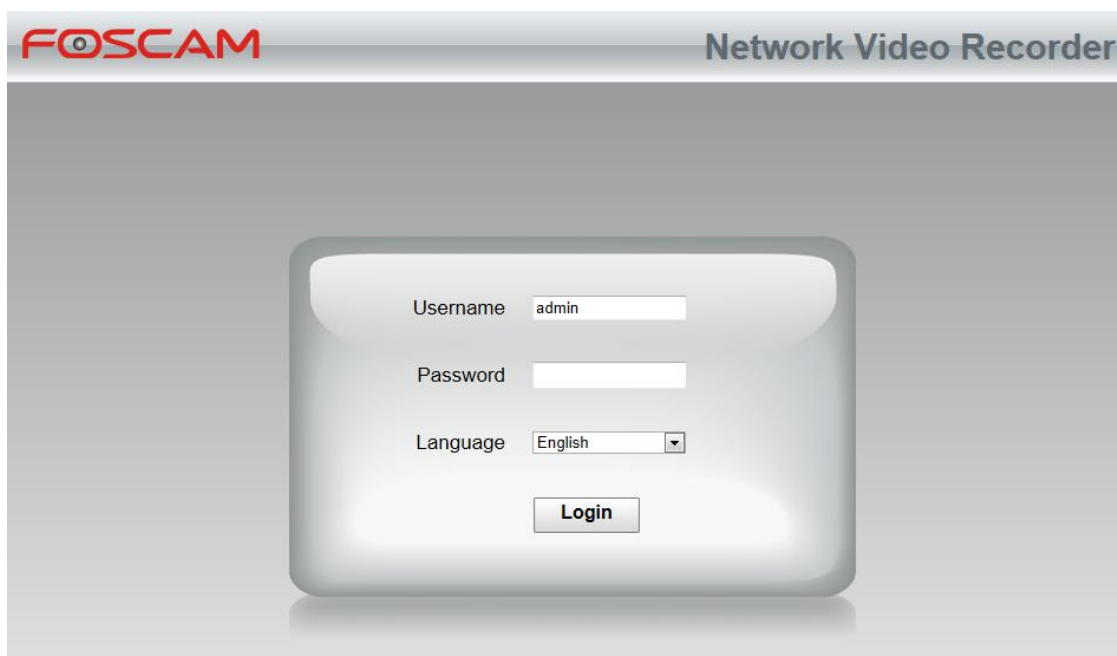 FOSCAM
Network Video Recorder
Username admin
Password
Language English
Login